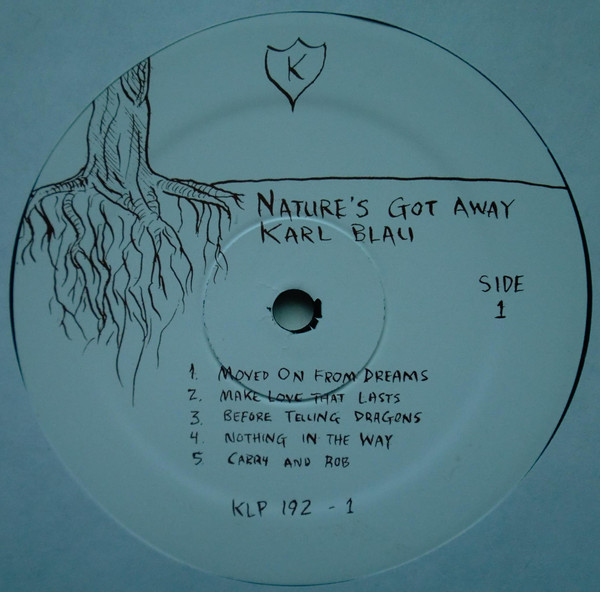 K
NATURE'S GOT AWAY
KARL BLAU
SIDE
1
1. MOVED ON FROM DREAMS
2. MAKE LOVE THAT LASTS
3. BEFORE TELLING DRAGONS
4. NOTHING IN THE WAY
5 CARRY AND ROB
KLP 192 - 1